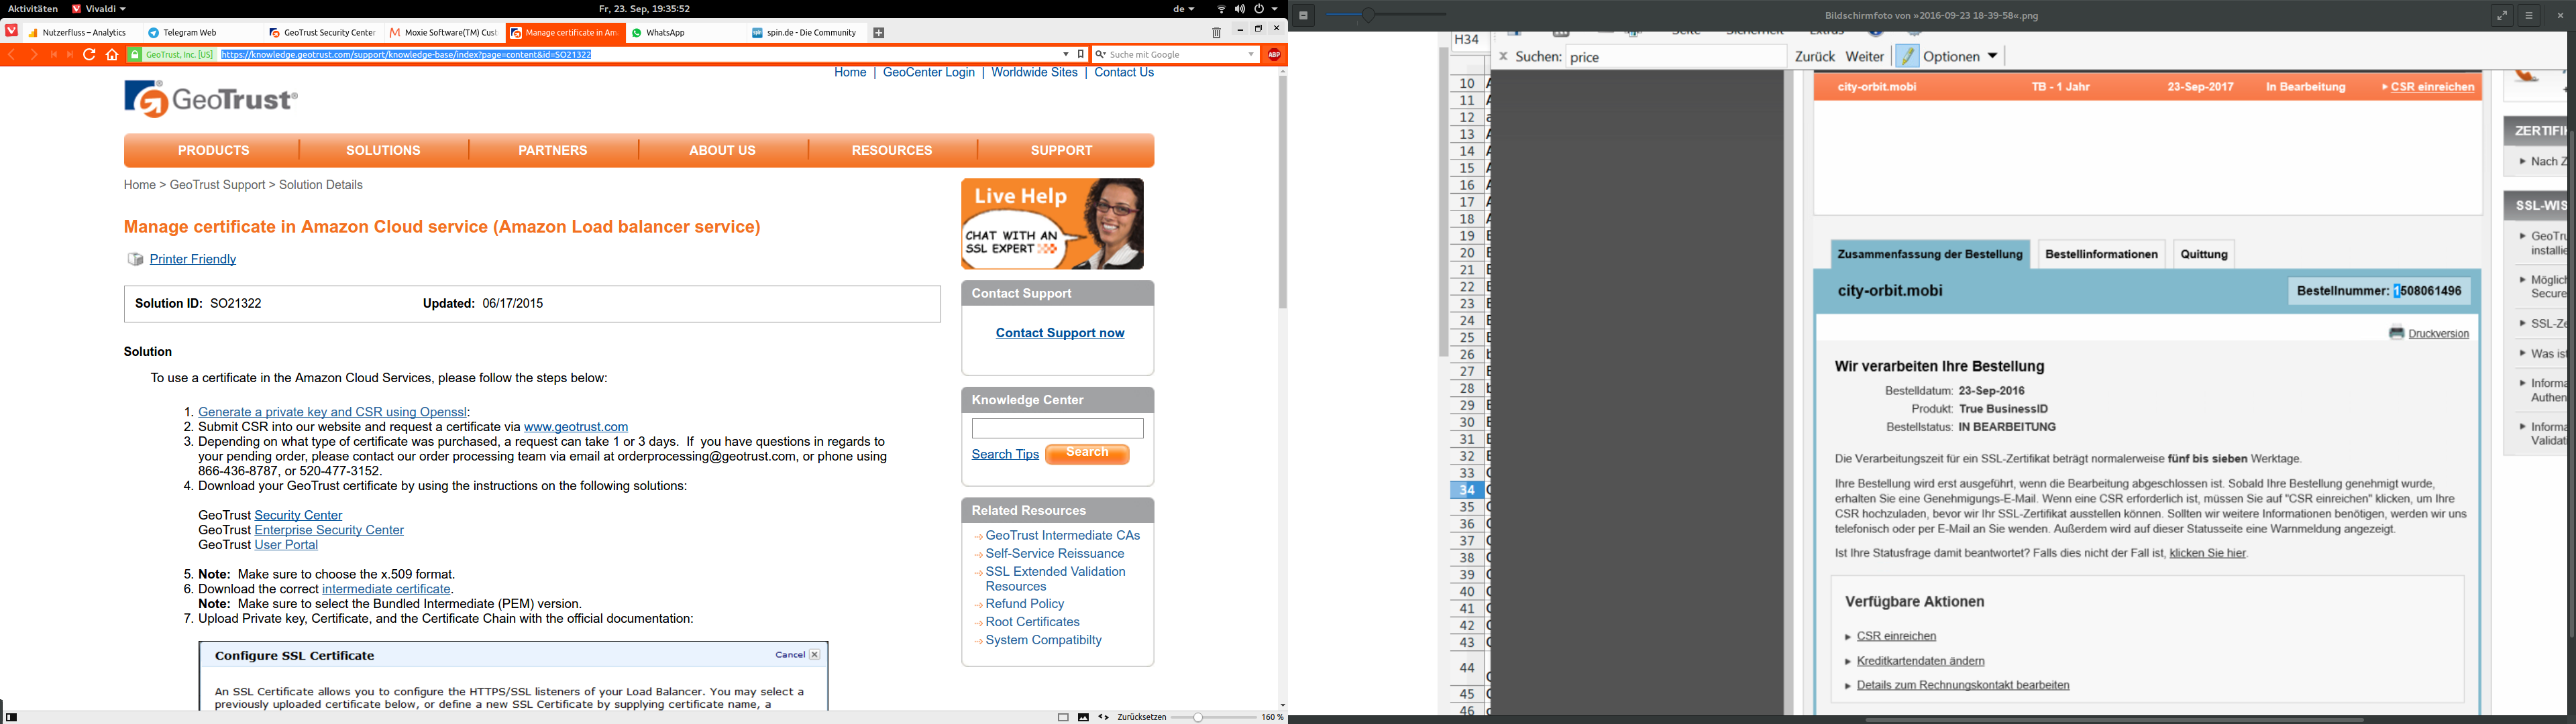 Aktivitäten Vivaldi Fr, 23. Sep, 19:35:52 de
Nutzerfluss – Analytics Telegram Web GeoTrust Security Center Moxie Software(TM) Cust Manage certificate in Am WhatsApp spin.de - Die Community
GeoTrust, Inc. [US] https://knowledge.geotrust.com/support/knowledge-base/index?page=content&id=SO21322 Suche mit Google ABP
Home | GeoCenter Login | Worldwide Sites | Contact Us
GeoTrust®
PRODUCTS SOLUTIONS PARTNERS ABOUT US RESOURCES SUPPORT
Home > GeoTrust Support > Solution Details
Manage certificate in Amazon Cloud service (Amazon Load balancer service)
Printer Friendly
Solution ID: SO21322 Updated: 06/17/2015
Solution
To use a certificate in the Amazon Cloud Services, please follow the steps below:
1. Generate a private key and CSR using Openssl:
2. Submit CSR into our website and request a certificate via www.geotrust.com
3. Depending on what type of certificate was purchased, a request can take 1 or 3 days. If you have questions in regards to
your pending order, please contact our order processing team via email at orderprocessing@geotrust.com, or phone using
866-436-8787, or 520-477-3152.
4. Download your GeoTrust certificate by using the instructions on the following solutions:
GeoTrust Security Center
GeoTrust Enterprise Security Center
GeoTrust User Portal
5. Note: Make sure to choose the x.509 format.
6. Download the correct intermediate certificate.
Note: Make sure to select the Bundled Intermediate (PEM) version.
7. Upload Private key, Certificate, and the Certificate Chain with the official documentation:
Configure SSL Certificate Cancel
An SSL Certificate allows you to configure the HTTPS/SSL listeners of your Load Balancer. You may select a
previously uploaded certificate below, or define a new SSL Certificate by supplying certificate name, a
Live Help
CHAT WITH AN
SSL EXPERT
Contact Support
Contact Support now
Knowledge Center
Search Tips Search
Related Resources
GeoTrust Intermediate CAs
Self-Service Reissuance
SSL Extended Validation
Resources
Refund Policy
Root Certificates
System Compatibilty
Zurücksetzen 160 %
Bildschirmfoto von »2016-09-23 18-39-58«.png
H34
Seite Sicherheit Extras
x Suchen: price Zurück Weiter Optionen
10
11
12
13
14
15
16
17
18
19
20
21
22
23
24
25
26
27
28
29
30
31
32
33
34
35
36
37
38
39
40
41
42
43
44
45
46
city-orbit.mobi TB - 1 Jahr 23-Sep-2017 In Bearbeitung CSR einreichen
Zusammenfassung der Bestellung Bestellinformationen Quittung
city-orbit.mobi Bestellnummer: 1508061496
Druckversion
Wir verarbeiten Ihre Bestellung
Bestelldatum: 23-Sep-2016
Produkt: True BusinessID
Bestellstatus: IN BEARBEITUNG
Die Verarbeitungszeit für ein SSL-Zertifikat beträgt normalerweise fünf bis sieben Werktage.
Ihre Bestellung wird erst ausgeführt, wenn die Bearbeitung abgeschlossen ist. Sobald Ihre Bestellung genehmigt wurde,
erhalten Sie eine Genehmigungs-E-Mail. Wenn eine CSR erforderlich ist, müssen Sie auf "CSR einreichen" klicken, um Ihre
CSR hochzuladen, bevor wir Ihr SSL-Zertifikat ausstellen können. Sollten wir weitere Informationen benötigen, werden wir uns
telefonisch oder per E-Mail an Sie wenden. Außerdem wird auf dieser Statusseite eine Warnmeldung angezeigt.
Ist Ihre Statusfrage damit beantwortet? Falls dies nicht der Fall ist, klicken Sie hier.
Verfügbare Aktionen
CSR einreichen
Kreditkartendaten ändern
Details zum Rechnungskontakt bearbeiten
ZERTIFI
Nach Z
SSL-WIS
GeoTru
installie
Möglich
Secure
SSL-Ze
Was ist
Informa
Authen
Informa
Validati